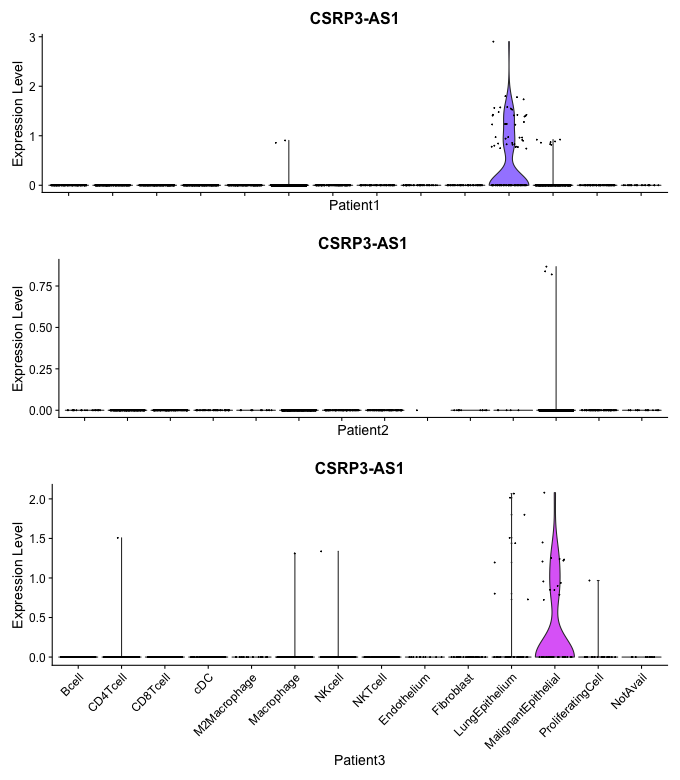 CSRP3-AS1
Expression Level
3
2
1
0
Patient1
CSRP3-AS1
Expression Level
0.75
0.50
0.25
0.00
Patient2
CSRP3-AS1
Expression Level
2.0
1.5
1.0
0.5
0.0
Bcell
CD4Tcell
CD8Tcell
cDC
M2Macrophage
Macrophage
NKcell
NKTcell
Endothelium
Fibroblast
LungEpithelium
MalignantEpithelial
ProliferatingCell
NotAvail
Patient3